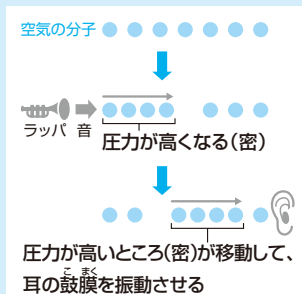 空気の分子
ラッパ 音
圧力が高くなる(密)
圧力が高いところ(密)が移動して、
こ まく
耳の鼓膜を振動させる